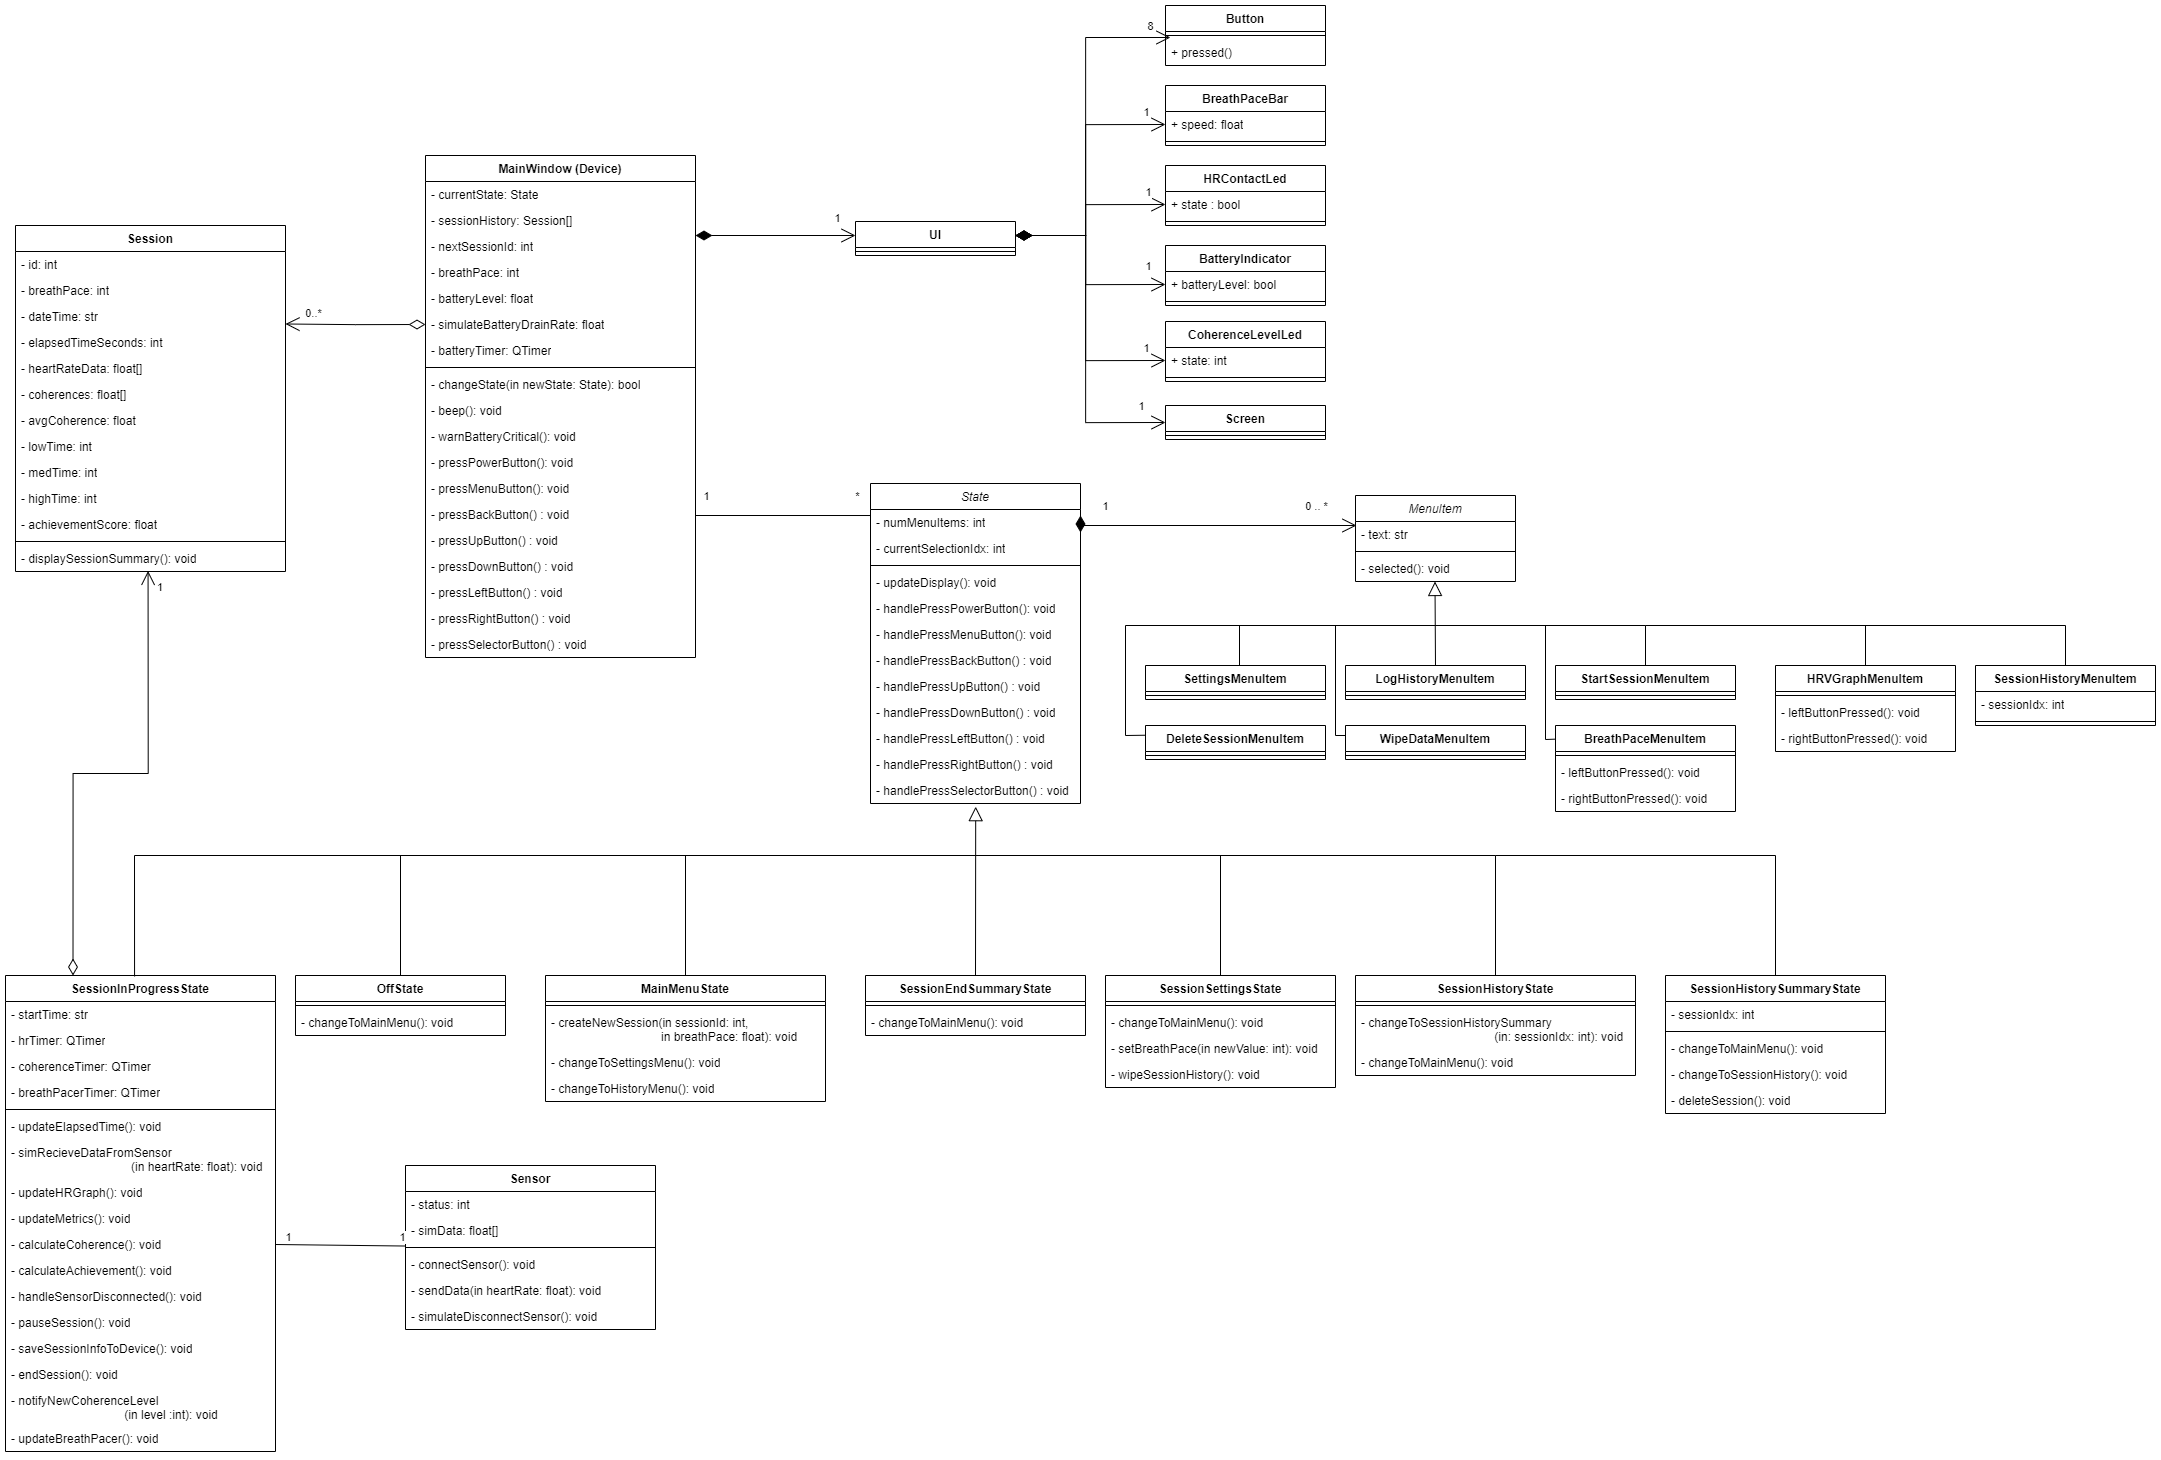 Button
8
+ pressed()
BreathPaceBar
1
+ speed: float
HRContactLed
1
+ state : bool
BatteryIndicator
1
+ batteryLevel: bool
CoherenceLevelLed
1
+ state: int
Screen
1
MainWindow (Device)
- currentState: State
- sessionHistory: Session[]
- nextSessionId: int
- breathPace: int
- batteryLevel: float
- simulateBatteryDrainRate: float
- batteryTimer: QTimer
- changeState(in newState: State): bool
- beep(): void
- warnBatteryCritical(): void
- pressPowerButton(): void
- pressMenuButton(): void
- pressBackButton() : void
- pressUpButton() : void
- pressDownButton() : void
- pressLeftButton() : void
- pressRightButton() : void
- pressSelectorButton() : void
1
UI
Session
- id: int
- breathPace: int
- dateTime: str
- elapsedTimeSeconds: int
- heartRateData: float[]
- coherences: float[]
- avgCoherence: float
- lowTime: int
- medTime: int
- highTime: int
- achievementScore: float
- displaySessionSummary(): void
0..*
1
1
*
State
- numMenuItems: int
- currentSelectionIdx: int
- updateDisplay(): void
- handlePressPowerButton(): void
- handlePressMenuButton(): void
- handlePressBackButton() : void
- handlePressUpButton() : void
- handlePressDownButton() : void
- handlePressLeftButton() : void
- handlePressRightButton() : void
- handlePressSelectorButton() : void
1
0 .. *
MenuItem
- text: str
- selected(): void
SettingsMenuItem
LogHistoryMenuItem
StartSessionMenuItem
HRVGraphMenuItem
- leftButtonPressed(): void
- rightButtonPressed(): void
SessionHistoryMenuItem
- sessionIdx: int
DeleteSessionMenuItem
WipeDataMenuItem
BreathPaceMenuItem
- leftButtonPressed(): void
- rightButtonPressed(): void
SessionInProgressState
- startTime: str
- hrTimer: QTimer
- coherenceTimer: QTimer
- breathPacerTimer: QTimer
- updateElapsedTime(): void
- simRecieveDataFromSensor
(in heartRate: float): void
- updateHRGraph(): void
- updateMetrics(): void
- calculateCoherence(): void
- calculateAchievement(): void
- handleSensorDisconnected(): void
- pauseSession(): void
- saveSessionInfoToDevice(): void
- endSession(): void
- notifyNewCoherenceLevel
(in level :int): void
- updateBreathPacer(): void
OffState
- changeToMainMenu(): void
MainMenuState
- createNewSession(in sessionId: int,
in breathPace: float): void
- changeToSettingsMenu(): void
- changeToHistoryMenu(): void
SessionEndSummaryState
- changeToMainMenu(): void
SessionSettingsState
- changeToMainMenu(): void
- setBreathPace(in newValue: int): void
- wipeSessionHistory(): void
SessionHistoryState
- changeToSessionHistorySummary
(in: sessionIdx: int): void
- changeToMainMenu(): void
SessionHistorySummaryState
- sessionIdx: int
- changeToMainMenu(): void
- changeToSessionHistory(): void
- deleteSession(): void
1
1
Sensor
- status: int
- simData: float[]
- connectSensor(): void
- sendData(in heartRate: float): void
- simulateDisconnectSensor(): void